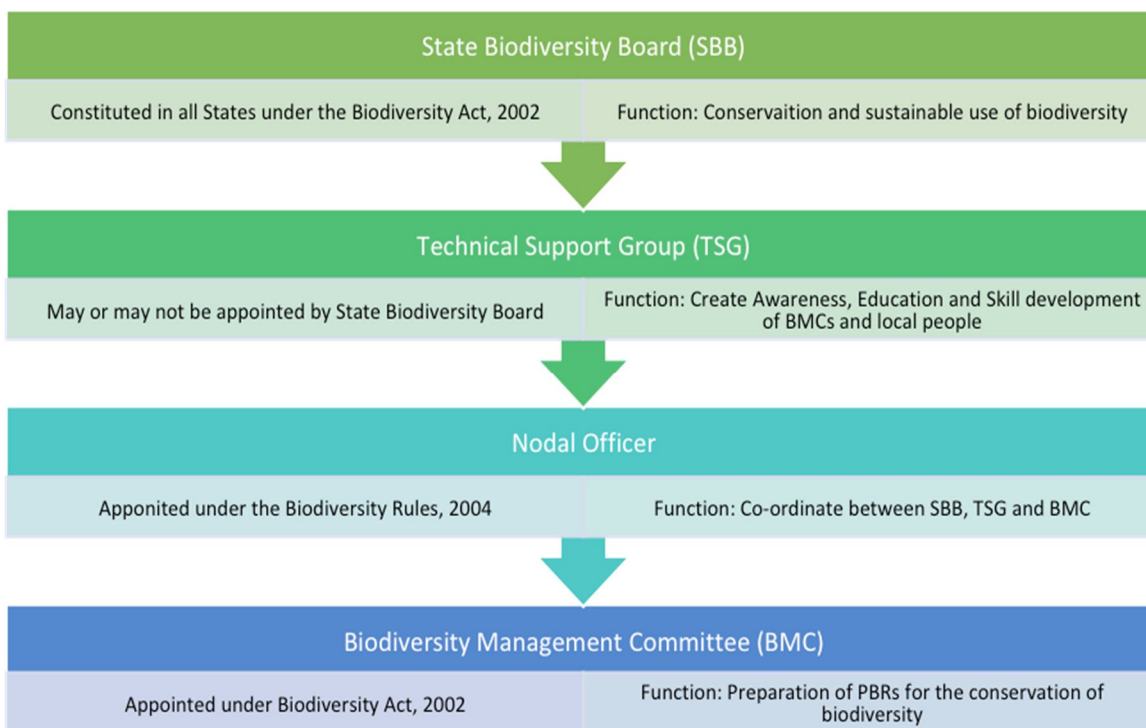 State Biodiversity Board (SBB)
Constituted in all States under the Biodiversity Act, 2002
Function: Conservaition and sustainable use of biodiversity
Technical Support Group (TSG)
May or may not be appointed by State Biodiversity Board
Function: Create Awareness, Education and Skill development
of BMCs and local people
Nodal Officer
Apponited under the Biodiversity Rules, 2004
Function: Co-ordinate between SBB, TSG and BMC
Biodiversity Management Committee (BMC)
Appointed under Biodiversity Act, 2002
Function: Preparation of PBRs for the conservation of
biodiversity